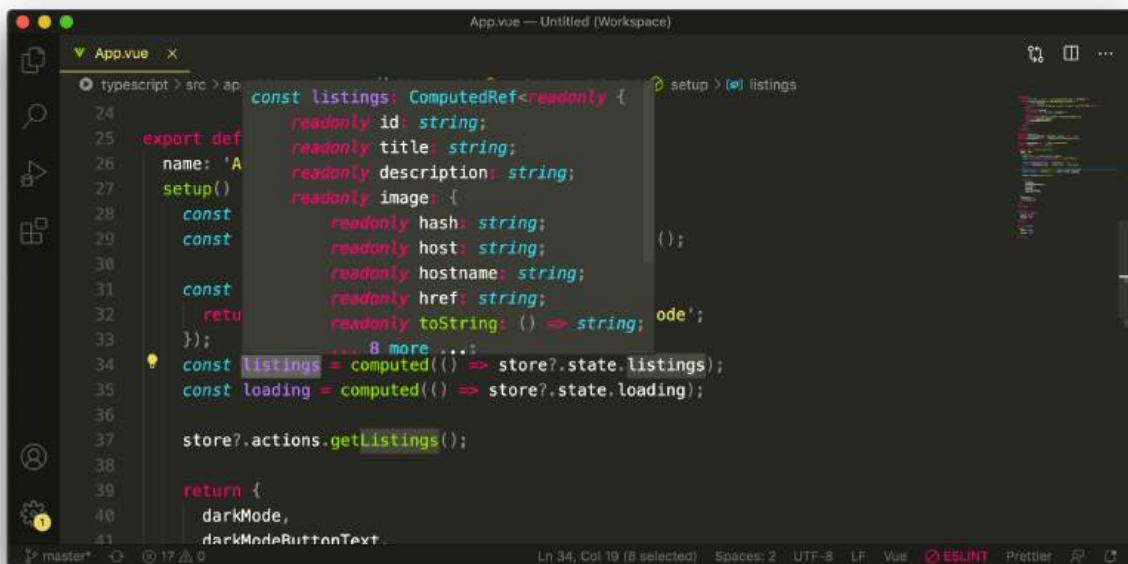 App.vue — Untitled (Workspace)
App.vue ×
typescript > src > ap
setup > listings
const listings: ComputedRef<readonly {
readonly id: string;
readonly title: string;
readonly description: string;
readonly image: {
readonly hash: string;
readonly host: string;
readonly hostname: string;
readonly href: string;
readonly toString: () => string;
... 8 more ...;
24
25 export def
26 name: 'A
27 setup()
28 const
29 const ();
30
31 const
32 retu ode';
33 });
34 const listings = computed(() => store?.state.listings);
35 const loading = computed(() => store?.state.loading);
36
37 store?.actions.getListings();
38
39 return {
40 darkMode,
41 darkModeButtonText,
1
master* 17 0 Ln 34, Col 19 (8 selected) Spaces: 2 UTF-8 LF Vue ESLINT Prettier